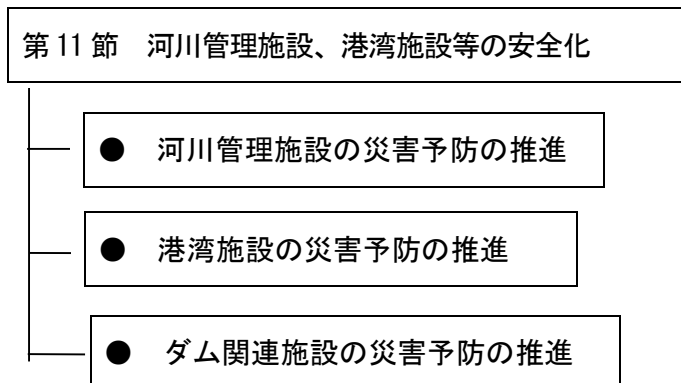 第 11 節　河川管理施設、港湾施設等の安全化
●　河川管理施設の災害予防の推進
●　港湾施設の災害予防の推進
●　ダム関連施設の災害予防の推進